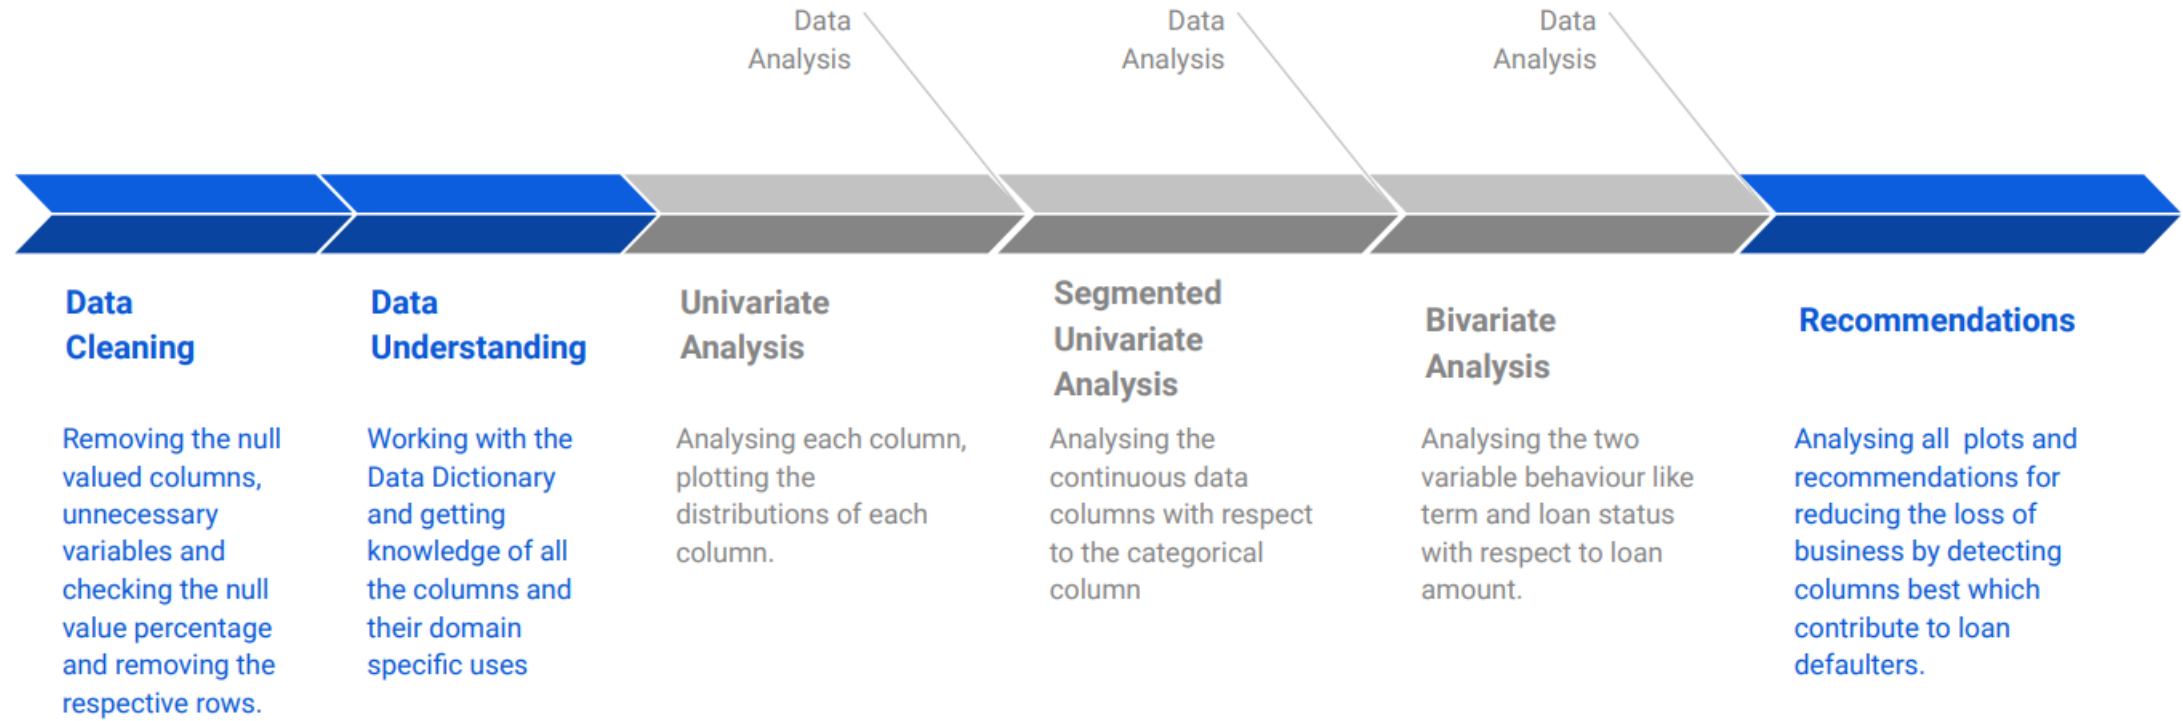 Data
Analysis
Data
Analysis
Data
Analysis
Data
Cleaning
Removing the null
valued columns,
unnecessary
variables and
checking the null
value percentage
and removing the
respective rows.
Data
Understanding
Working with the
Data Dictionary
and getting
knowledge of all
the columns and
their domain
specific uses
Univariate
Analysis
Analysing each column,
plotting the
distributions of each
column.
Segmented
Univariate
Analysis
Analysing the
continuous data
columns with respect
to the categorical
column
Bivariate
Analysis
Analysing the two
variable behaviour like
term and loan status
with respect to loan
amount.
Recommendations
Analysing all  plots and
recommendations for
reducing the loss of
business by detecting
columns best which
contribute to loan
defaulters.